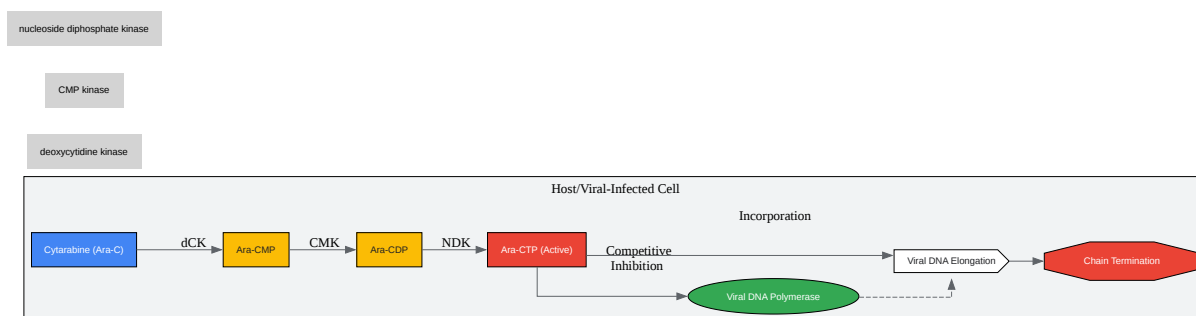 nucleoside diphosphate kinase
CMP kinase
deoxycytidine kinase
Host/Viral-Infected Cell
Incorporation
Cytarabine (Ara-C)
dCK
Ara-CMP
CMK
Ara-CDP
NDK
Ara-CTP (Active)
Competitive
Inhibition
Viral DNA Elongation
Chain Termination
Viral DNA Polymerase